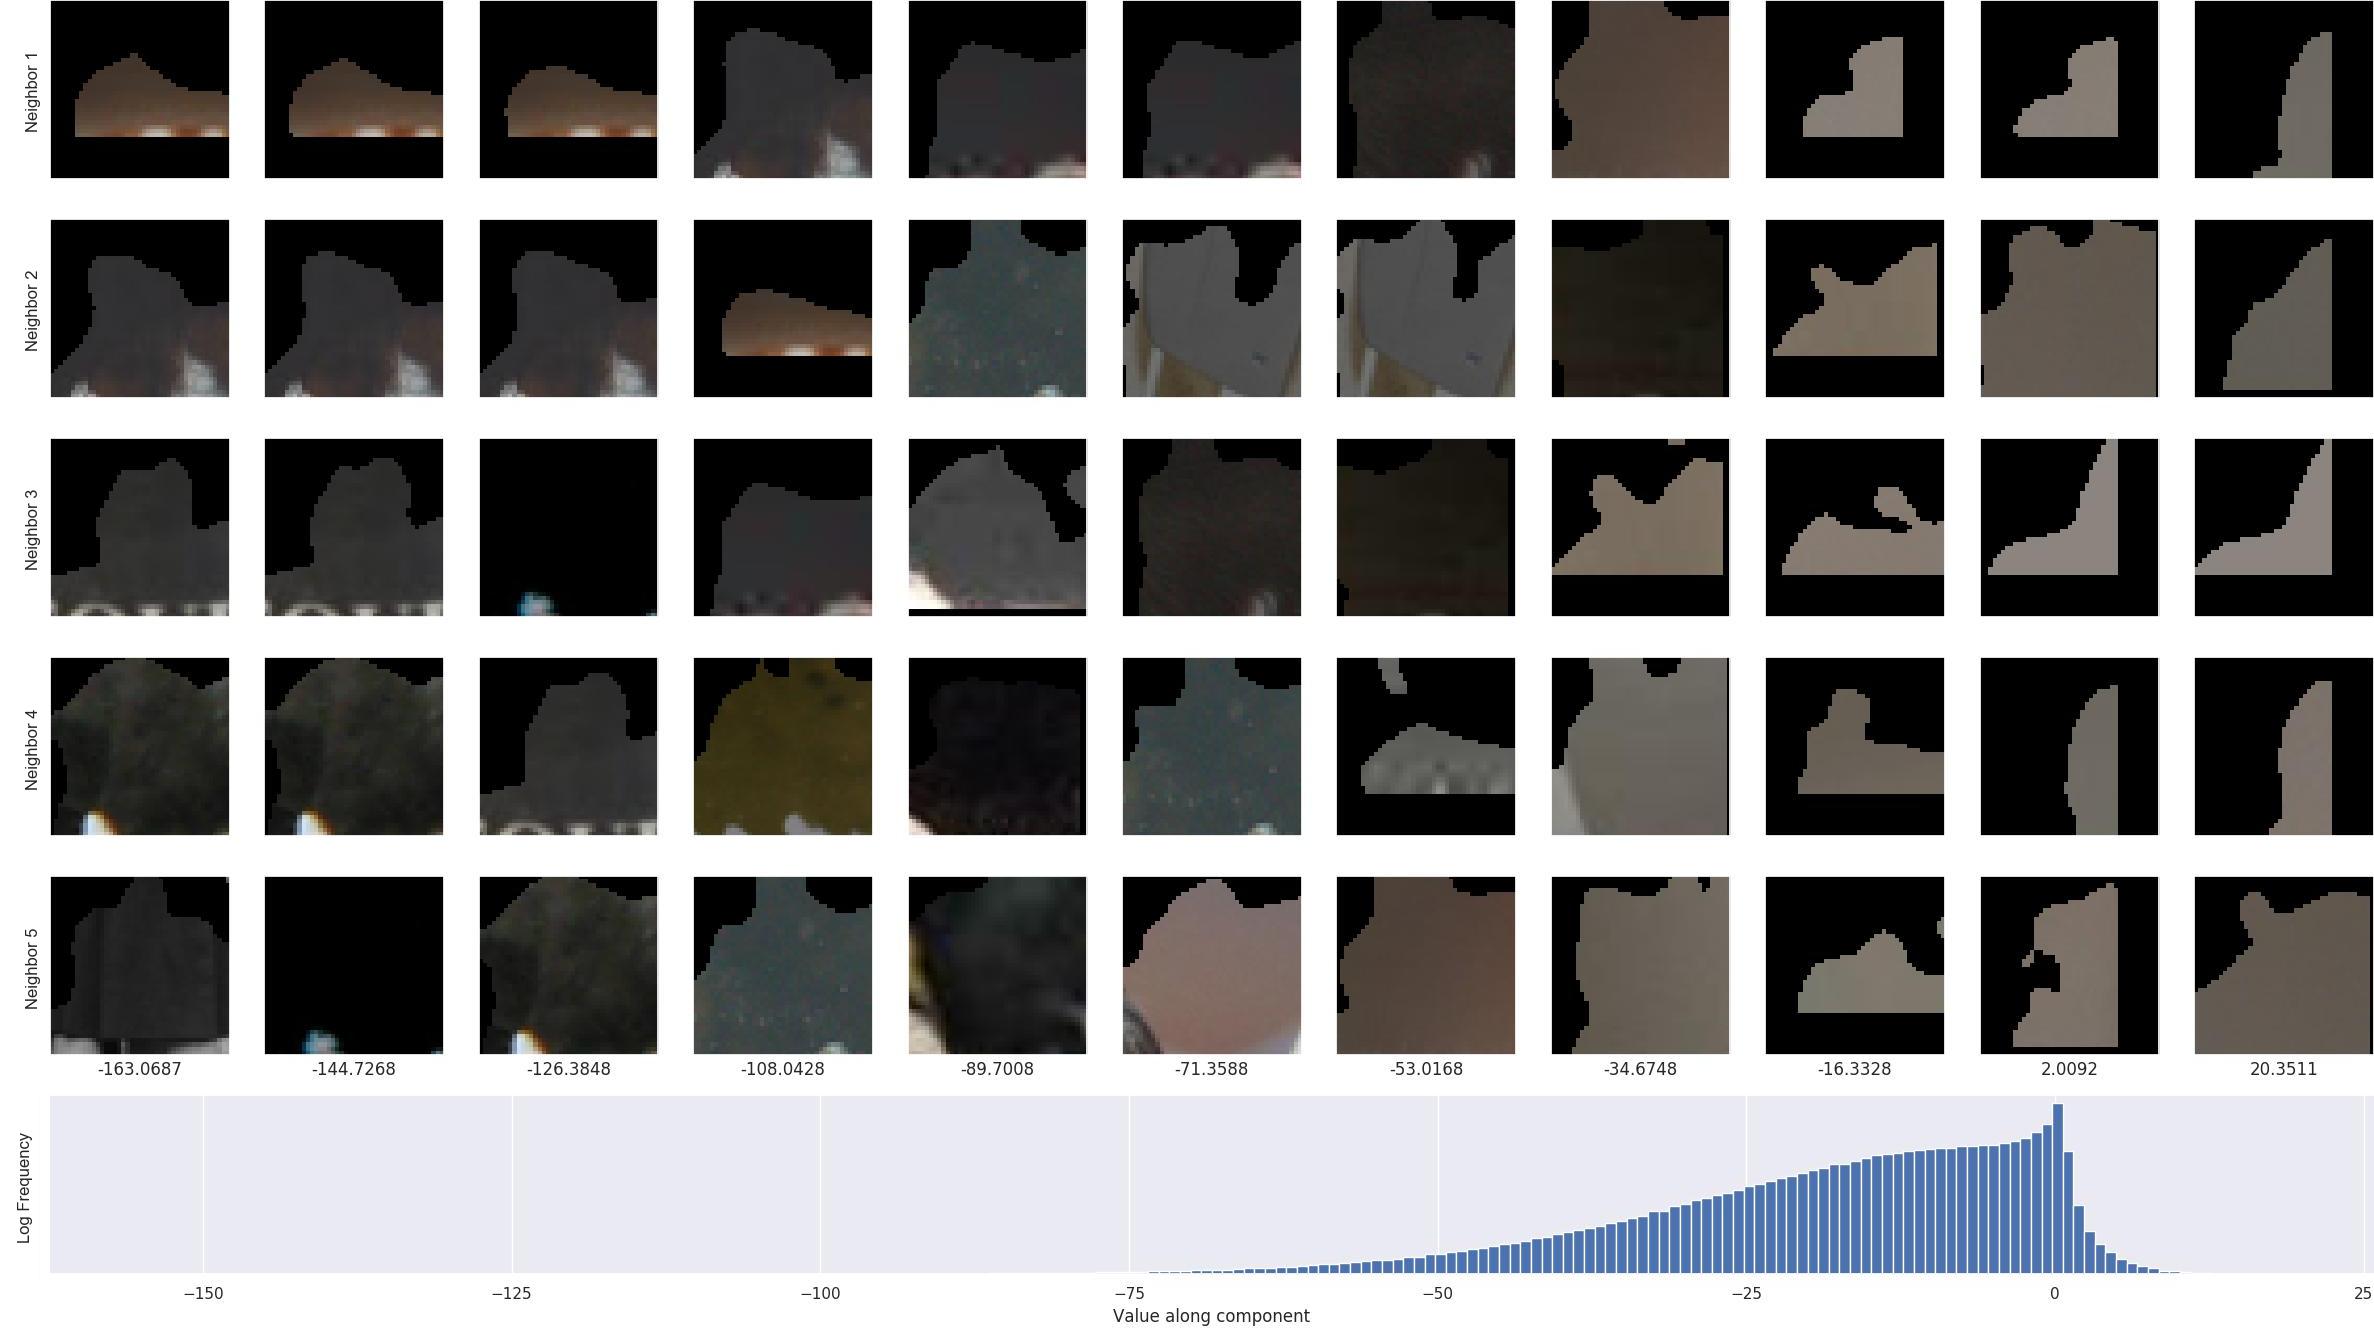 Neighbor 1
Neighbor 2
Neighbor 3
Neighbor 4
Neighbor 5
-163.0687 -144.7268 -126.3848 -108.0428 -89.7008 -71.3588 -53.0168 -34.6748 -16.3328 2.0092 20.3511
Log Frequency
−150 −125 −100 −75 −50 −25 0 25
Value along component